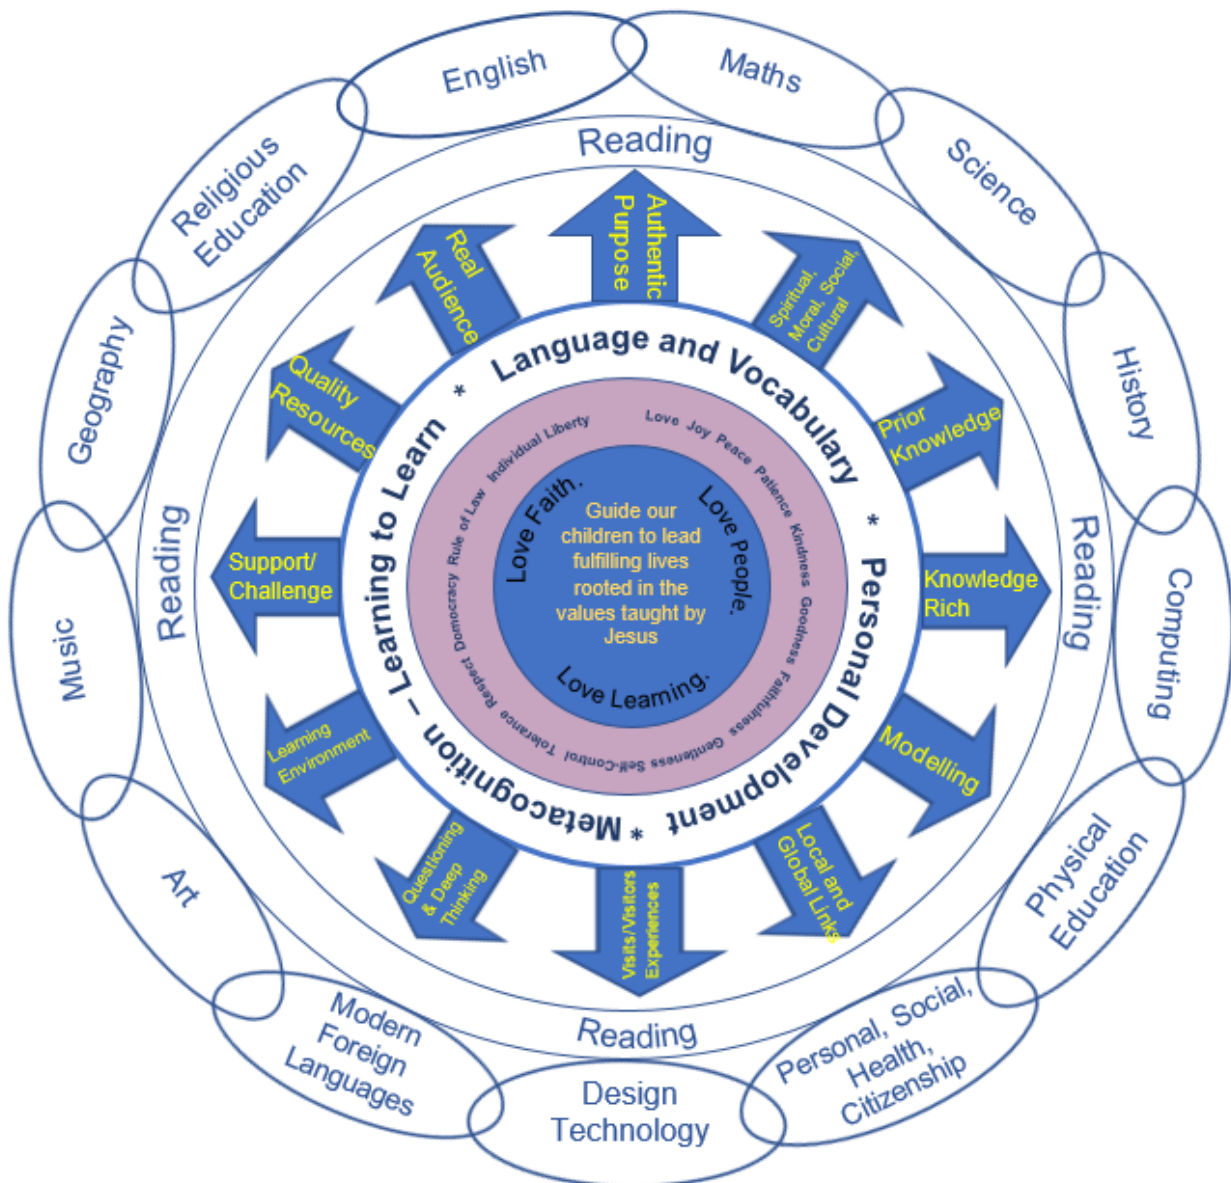 English
Maths
Science
History
Computing
Physical
Education
Personal, Social,
Health,
Citizenship
Design
Technology
Modern
Foreign
Languages
Art
Music
Geography
Religious
Education
Reading
Reading
Reading
Reading
Authentic
Purpose
Spiritual,
Moral, Social,
Cultural
Prior
Knowledge
Knowledge
Rich
Modelling
Local and
Global Links
Visits/Visitors
Experiences
Questioning
& Deep
Thinking
Learning
Environment
Support/
Challenge
Quality
Resources
Real
Audience
* Language and Vocabulary * Personal Development * Metacognition – Learning to Learn
Love Joy Peace Patience Kindness Goodness Faithfulness Gentleness Self-Control Tolerance Respect Democracy Rule of Law Individual Liberty
Love Faith.
Love People.
Love Learning.
Guide our
children to lead
fulfilling lives
rooted in the
values taught by
Jesus